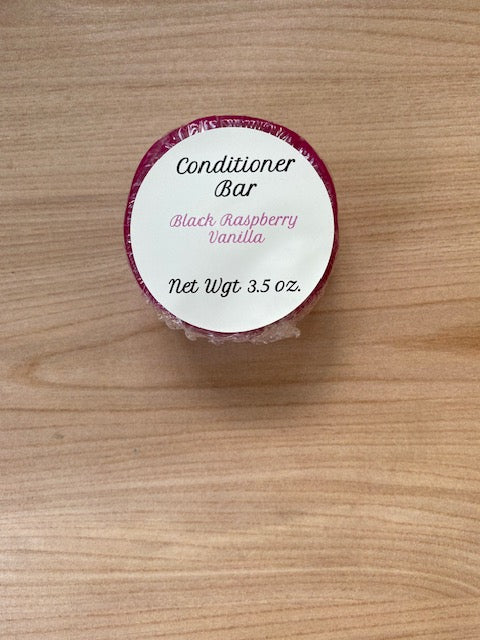 Conditioner
Bar
Black Raspberry
Vanilla
Net Wgt 3.5 oz.